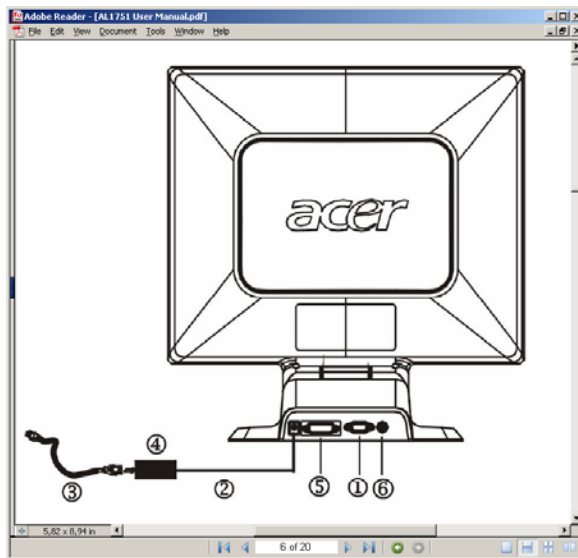 Adobe Reader - [AL1751 User Manual.pdf]
File Edit View Document Tools Window Help
acer
④
③
②
⑤
①
⑥
5,82 x 8,94 in
6 of 20